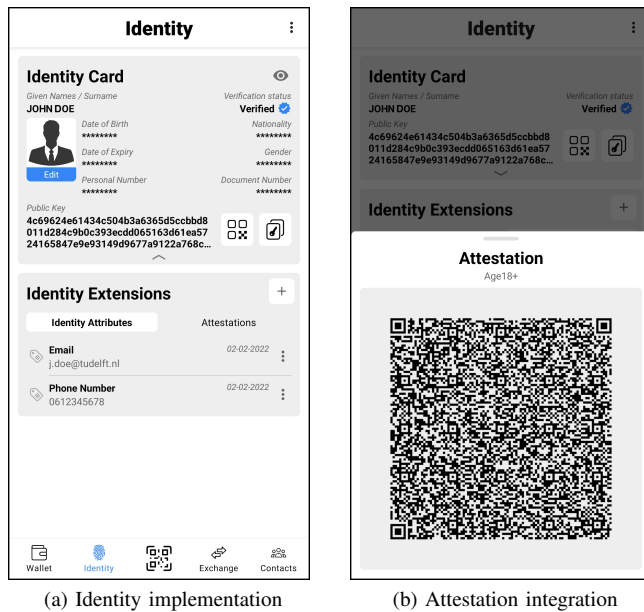 Identity
Identity Card
Given Names / Surname
Verification status
JOHN DOE
Verified
Date of Birth
Nationality
********
********
Date of Expiry
Gender
********
********
Edit
Personal Number
Document Number
********
********
Public Key
4c69624e61434c504b3a6365d5ccbbd8
011d284c9b0c393ecdd065163d61ea57
24165847e9e93149d9677a9122a768c...
Identity Extensions
+
Identity Attributes
Attestations
Email
02-02-2022
j.doe@tudelft.nl
Phone Number
02-02-2022
0612345678
Wallet
Identity
Exchange
Contacts
(a) Identity implementation
Identity
Identity Card
Given Names / Surname
Verification status
JOHN DOE
Verified
Public Key
4c69624e61434c504b3a6365d5ccbbd8
011d284c9b0c393ecdd065163d61ea57
24165847e9e93149d9677a9122a768c...
Identity Extensions
+
Attestation
Age18+
(b) Attestation integration